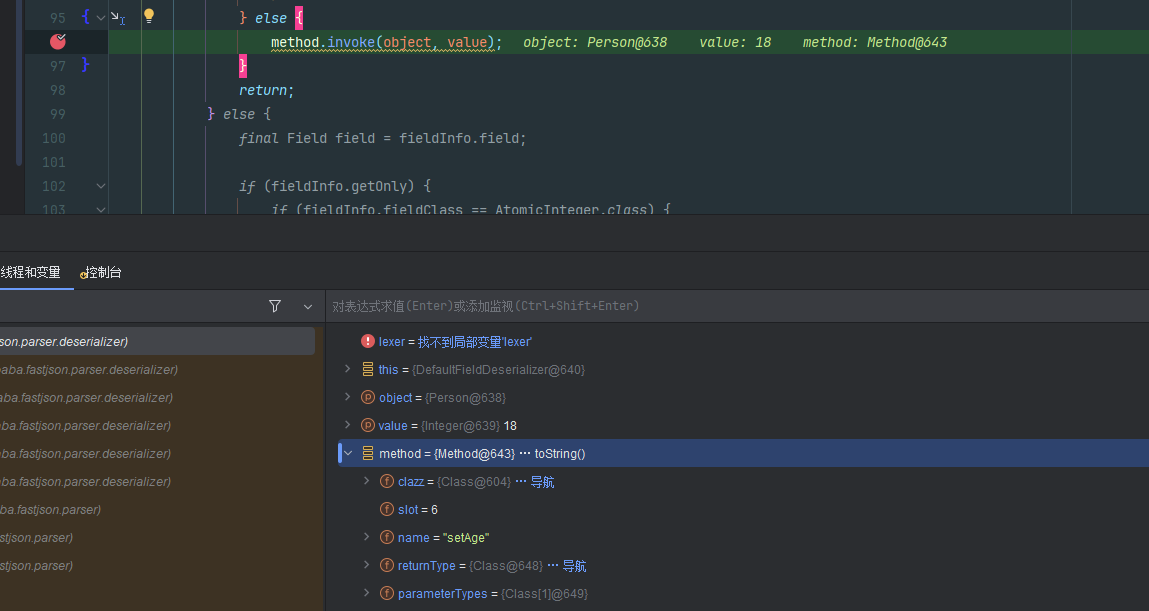 95 { } else {
method.invoke(object, value); object: Person@638 value: 18 method: Method@643
97 } }
98 return;
99 } else {
100 final Field field = fieldInfo.field;
101
102 if (fieldInfo.getOnly) {
103 if (fieldInfo.fieldClass == AtomicInteger.class) {
线程和变量 控制台
对表达式求值(Enter)或添加监视(Ctrl+Shift+Enter)
son.parser.deserializer) ! lexer = 找不到局部变量'lexer'
aba.fastjson.parser.deserializer) this = {DefaultFieldDeserializer@640}
aba.fastjson.parser.deserializer) p object = {Person@638}
ba.fastjson.parser.deserializer) p value = {Integer@639} 18
ba.fastjson.parser.deserializer) method = {Method@643} ··· toString()
ba.fastjson.parser.deserializer) f clazz = {Class@604} ··· 导航
ba.fastjson.parser) f slot = 6
stjson.parser) f name = "setAge"
stjson.parser) f returnType = {Class@648} ··· 导航
f parameterTypes = {Class[1]@649}